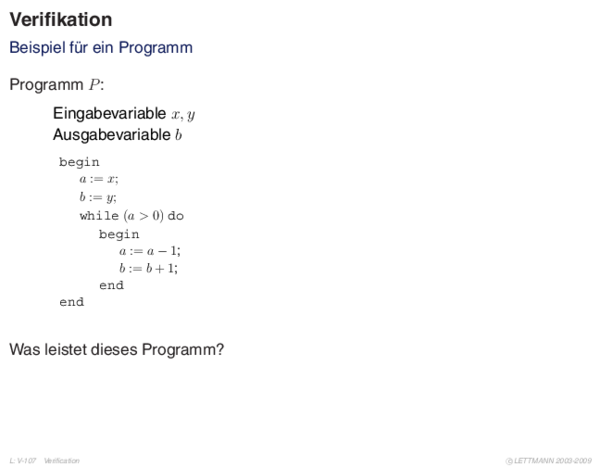 Verifikation
Beispiel für ein Programm
Programm P:
Eingabevariable x, y
Ausgabevariable b
begin
a := x;
b := y;
while (a > 0) do
begin
a := a − 1;
b := b + 1;
end
end
Was leistet dieses Programm?
L: V-107 Verification
© LETTMANN 2003-2009